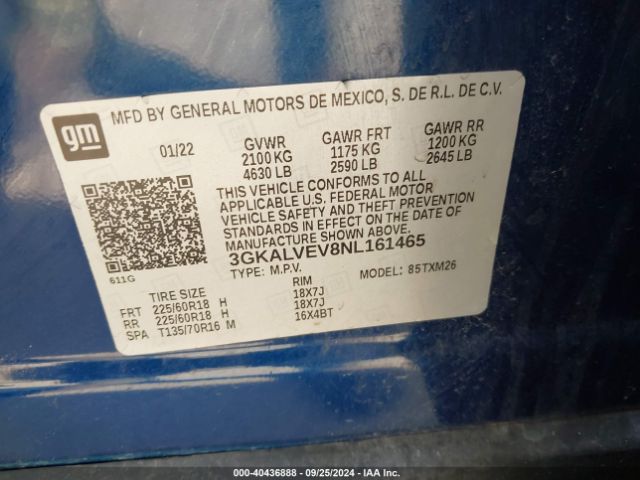 gm
MFD BY GENERAL MOTORS DE MEXICO, S. DE R.L. DE C.V.
01/22 GVWR GAWR FRT GAWR RR
2100 KG 1175 KG 1200 KG
4630 LB 2590 LB 2645 LB
THIS VEHICLE CONFORMS TO ALL
APPLICABLE U.S. FEDERAL MOTOR
VEHICLE SAFETY AND THEFT PREVENTION
STANDARDS IN EFFECT ON THE DATE OF
MANUFACTURE SHOWN ABOVE.
3GKALVEV8NL161465
611G
TYPE: M.P.V. MODEL: 85TXM26
TIRE SIZE RIM
FRT 225/60R18 H 18X7J
RR 225/60R18 H 18X7J
SPA T135/70R16 M 16X4BT
© - 40436888 - 09/25/2024 - IAA Inc.